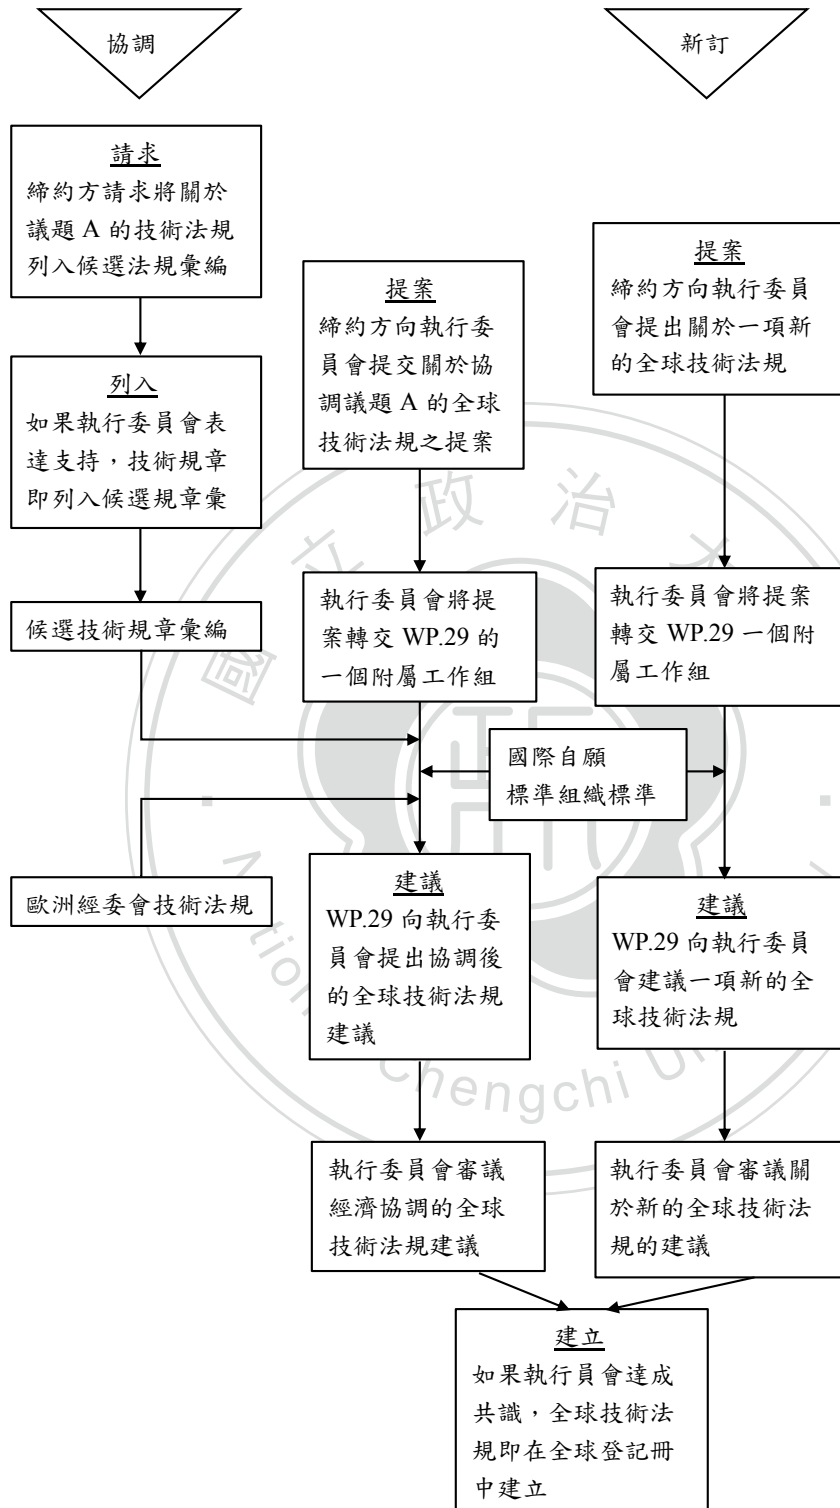 協調
新訂
請求
締約方請求將關於
議題 A 的技術法規
列入候選法規彙編
列入
如果執行委員會表
達支持，技術規章
即列入候選規章彙
候選技術規章彙編
歐洲經委會技術法規
提案
締約方向執行委
員會提交關於協
調議題 A 的全球
技術法規之提案
執行委員會將提
案轉交 WP.29 的
一個附屬工作組
國際自願
標準組織標準
建議
WP.29 向執行委
員會提出協調後
的全球技術法規
建議
執行委員會審議
經濟協調的全球
技術法規建議
提案
締約方向執行委員
會提出關於一項新
的全球技術法規
執行委員會將提案
轉交 WP.29 一個附
屬工作組
建議
WP.29 向執行委員
會建議一項新的全
球技術法規
執行委員會審議關
於新的全球技術法
規的建議
建立
如果執行員會達成
共識，全球技術法
規即在全球登記冊
中建立
國立政治大
Chengchi Un